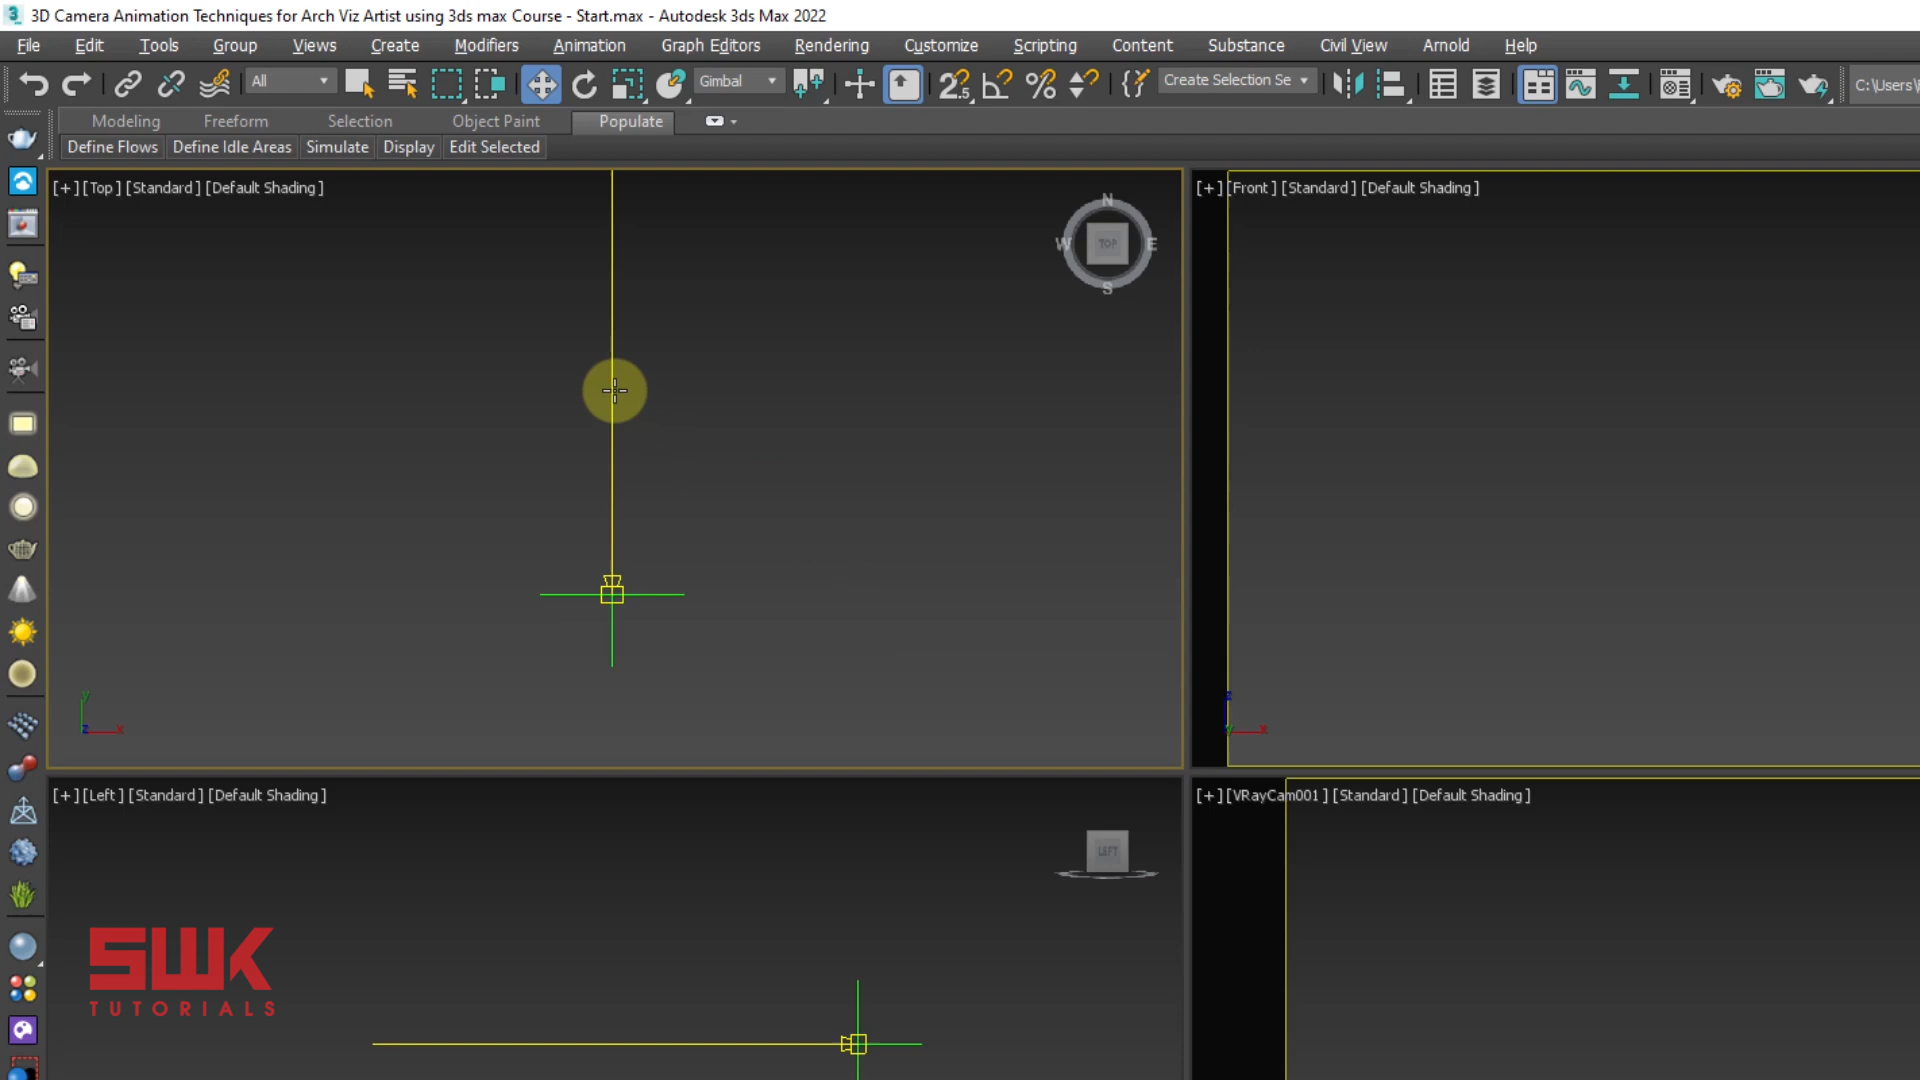 3D Camera Animation Techniques for Arch Viz Artist using 3ds max Course - Start.max - Autodesk 3ds Max 2022
File Edit Tools Group Views Create Modifiers Animation Graph Editors Rendering Customize Scripting Content Substance Civil View Arnold Help
All Gimbal 2.5 Create Selection Se C:\Users\
Modeling Freeform Selection Object Paint Populate
Define Flows Define Idle Areas Simulate Display Edit Selected
[+] [Top] [Standard] [Default Shading]
[+] [Front] [Standard] [Default Shading]
N
W TOP E
S
y
z x
z
y x
[+] [Left] [Standard] [Default Shading]
[+] [VRayCam001] [Standard] [Default Shading]
LEFT
SWK
TUTORIALS